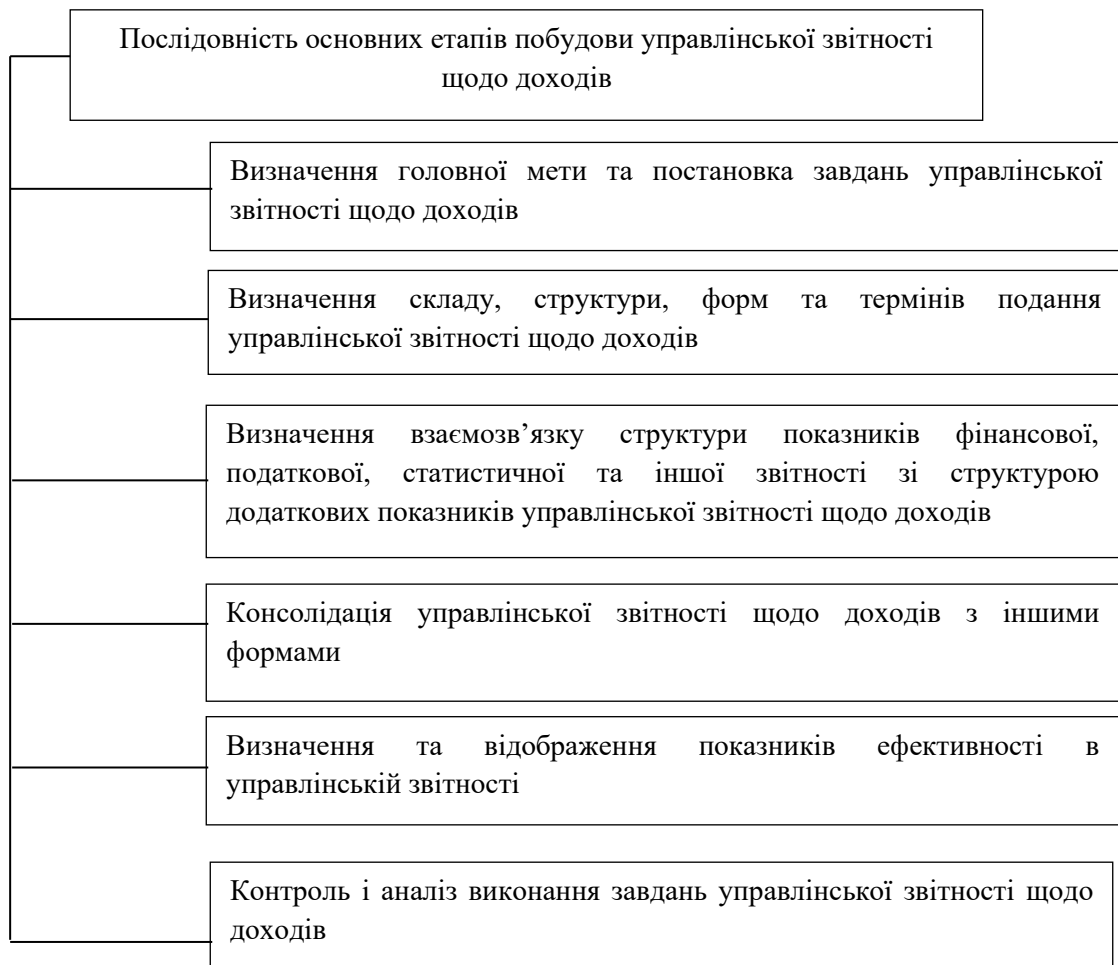 Послідовність основних етапів побудови управлінської звітності
щодо доходів
Визначення головної мети та постановка завдань управлінської
звітності щодо доходів
Визначення складу, структури, форм та термінів подання
управлінської звітності щодо доходів
Визначення взаємозв’язку структури показників фінансової,
податкової, статистичної та іншої звітності зі структурою
додаткових показників управлінської звітності щодо доходів
Консолідація управлінської звітності щодо доходів з іншими
формами
Визначення та відображення показників ефективності в
управлінській звітності
Контроль і аналіз виконання завдань управлінської звітності щодо
доходів